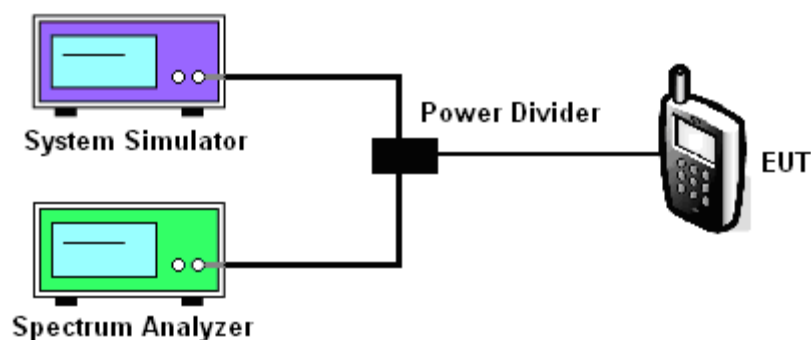 System Simulator
Power Divider
EUT
Spectrum Analyzer